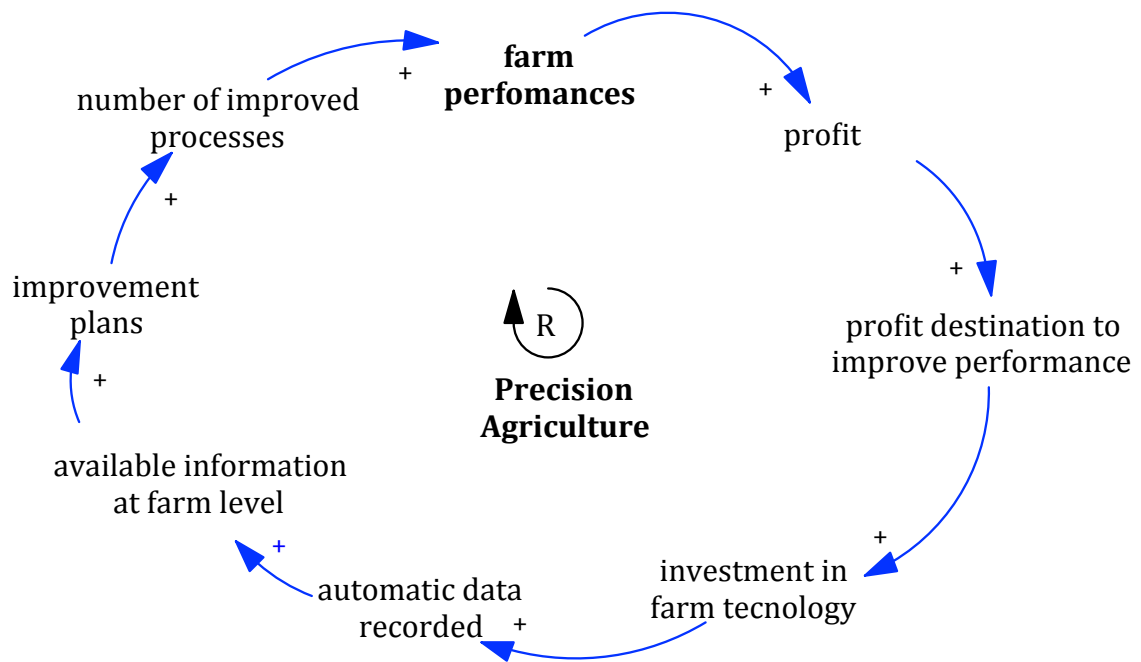 farm
perfomances
+
profit
+
profit destination to
improve performance
+
investment in
farm tecnology
+
automatic data
recorded
+
available information
at farm level
+
improvement
plans
+
number of improved
processes
+
R
Precision
Agriculture